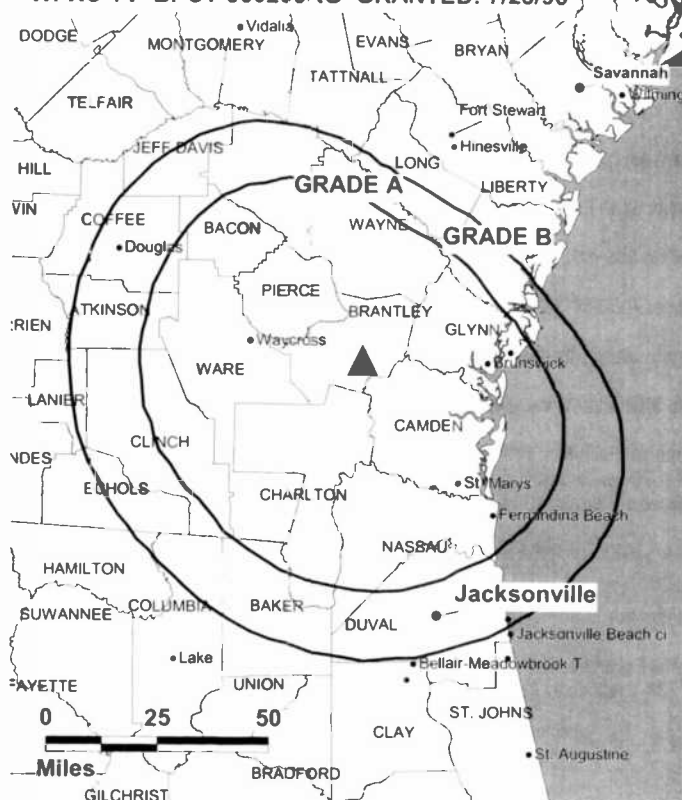 GRANTED:
DODGE
Vidalia
MONTGOMERY
EVANS
BRYAN
TATTNALL
Savannah
TELFAIR
Fort Stewart
JEFF DAVIS
Hinesville
HILL
LONG
LIBERTY
GRADE A
COFFEE
BACON
WAYNE
GRADE B
Douglas
PIERCE
ATKINSON
BRANTLEY
GLYNN
Waycross
WARE
Brunswick
LANIER
CAMDEN
CLINCH
ECHOLS
CHARLTON
St Marys
Fernandina Beach
NASSAU
HAMILTON
Jacksonville
SUWANNEE
COLUMBIA
BAKER
DUVAL
Jacksonville Beach ci
Lake
Bellair-Meadowbrook T
UNION
0 25 50
ST. JOHNS
CLAY
Miles
St. Augustine
BRADFORD
GILCHRIST